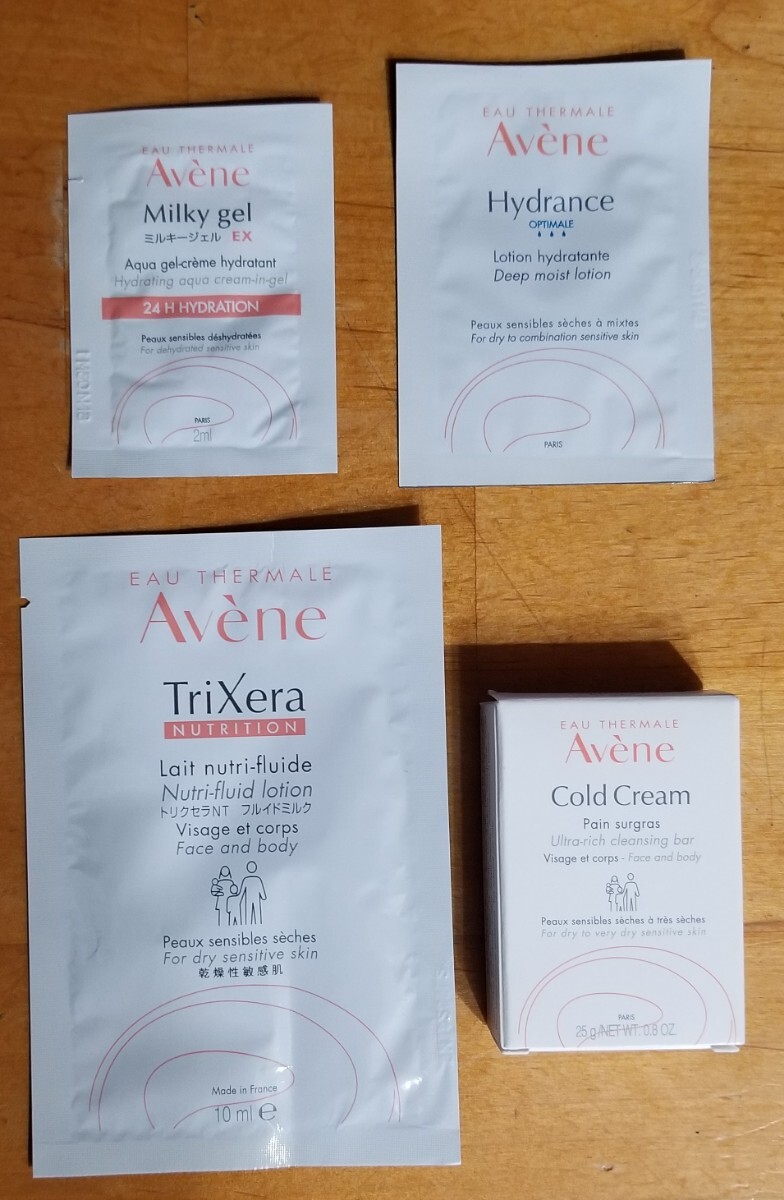 EAU THERMALE
Avène
Milky gel
ミルキージェル EX
Aqua gel-crème hydratant
Hydrating aqua cream-in-gel
24 H HYDRATION
Peaux sensibles déshydratées
For dehydrated sensitive skin
PARIS
2ml
EAU THERMALE
Avène
Hydrance
OPTIMALE
Lotion hydratante
Deep moist lotion
Peaux sensibles sèches à mixtes
For dry to combination sensitive skin
PARIS
EAU THERMALE
Avène
TriXera
NUTRITION
Lait nutri-fluide
Nutri-fluid lotion
トリクセラNT フルイドミルク
Visage et corps
Face and body
Peaux sensibles sèches
For dry sensitive skin
乾燥性敏感肌
Made in France
10 ml e
EAU THERMALE
Avène
Cold Cream
Pain surgras
Ultra-rich cleansing bar
Visage et corps - Face and body
Peaux sensibles sèches à très sèches
For dry to very dry sensitive skin
PARIS
25 g/NET WT. 0.8 OZ.